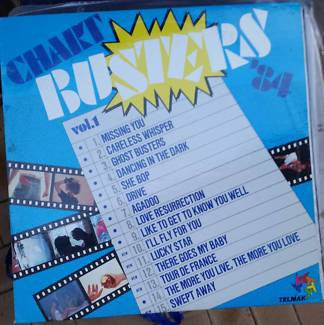 CHART
BUSTERS
'84
vol.1
1. MISSING YOU
2. CARELESS WHISPER
3. GHOST BUSTERS
4. DANCING IN THE DARK
5. SHE BOP
6. DRIVE
7. AGADOO
8. LOVE RESURRECTION
9. LIKE TO GET TO KNOW YOU WELL
10. I'LL FLY FOR YOU
11. LUCKY STAR
12. THERE GOES MY BABY
13. TOUR DE FRANCE
14. THE MORE YOU LIVE, THE MORE YOU LOVE
15. SWEPT AWAY
TELMAK